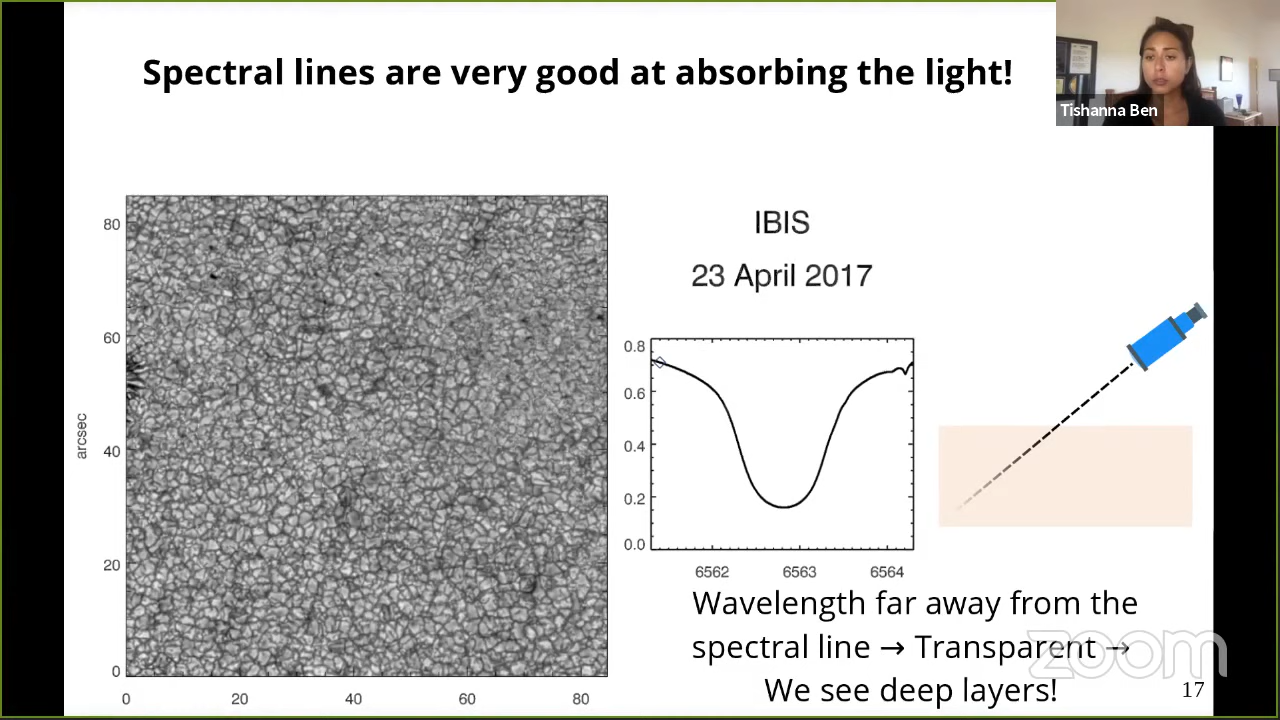 Spectral lines are very good at absorbing the light!
Tishanna Ben
IBIS
23 April 2017
80
60
40
20
0
arcsec
0 20 40 60 80
0.8
0.6
0.4
0.2
0.0
6562 6563 6564
Wavelength far away from the
spectral line → Transparent →
We see deep layers!
zoom
17